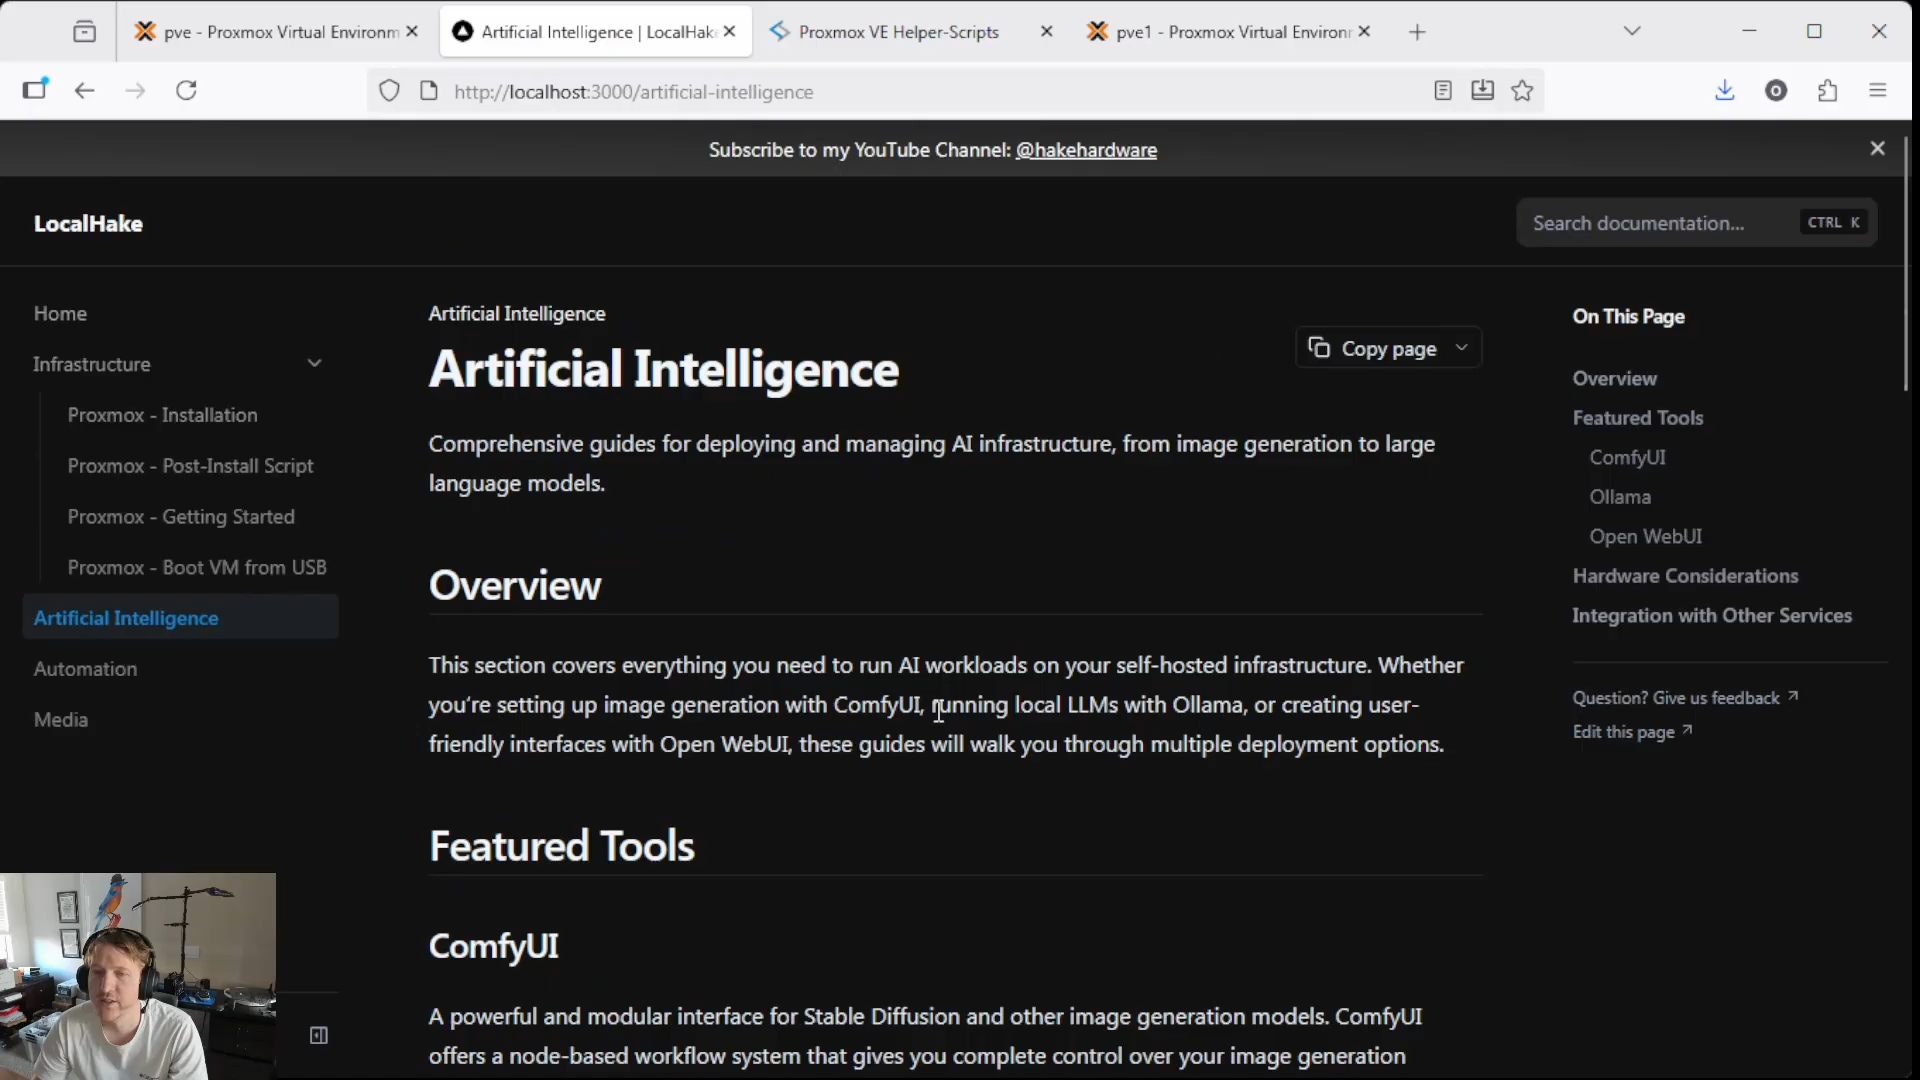 pve - Proxmox Virtual Environm
Artificial Intelligence | LocalHake
Proxmox VE Helper-Scripts
pve1 - Proxmox Virtual Environr
http://localhost:3000/artificial-intelligence
Subscribe to my YouTube Channel: @hakehardware
LocalHake
Search documentation...
CTRL K
Home
Infrastructure
Proxmox - Installation
Proxmox - Post-Install Script
Proxmox - Getting Started
Proxmox - Boot VM from USB
Artificial Intelligence
Automation
Media
Artificial Intelligence
Artificial Intelligence
Copy page
Comprehensive guides for deploying and managing AI infrastructure, from image generation to large
language models.
Overview
This section covers everything you need to run AI workloads on your self-hosted infrastructure. Whether
you're setting up image generation with ComfyUI, running local LLMs with Ollama, or creating user-
friendly interfaces with Open WebUI, these guides will walk you through multiple deployment options.
Featured Tools
ComfyUI
A powerful and modular interface for Stable Diffusion and other image generation models. ComfyUI
offers a node-based workflow system that gives you complete control over your image generation
On This Page
Overview
Featured Tools
ComfyUI
Ollama
Open WebUI
Hardware Considerations
Integration with Other Services
Question? Give us feedback
Edit this page